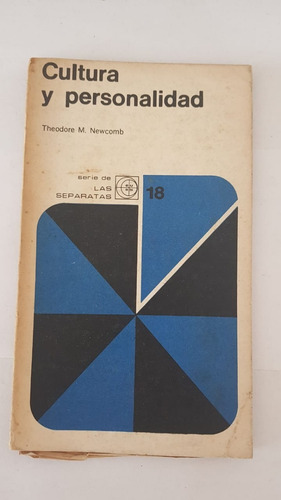 Cultura
y personalidad
Theodore M. Newcomb
serie de
LAS
SEPARATAS
18